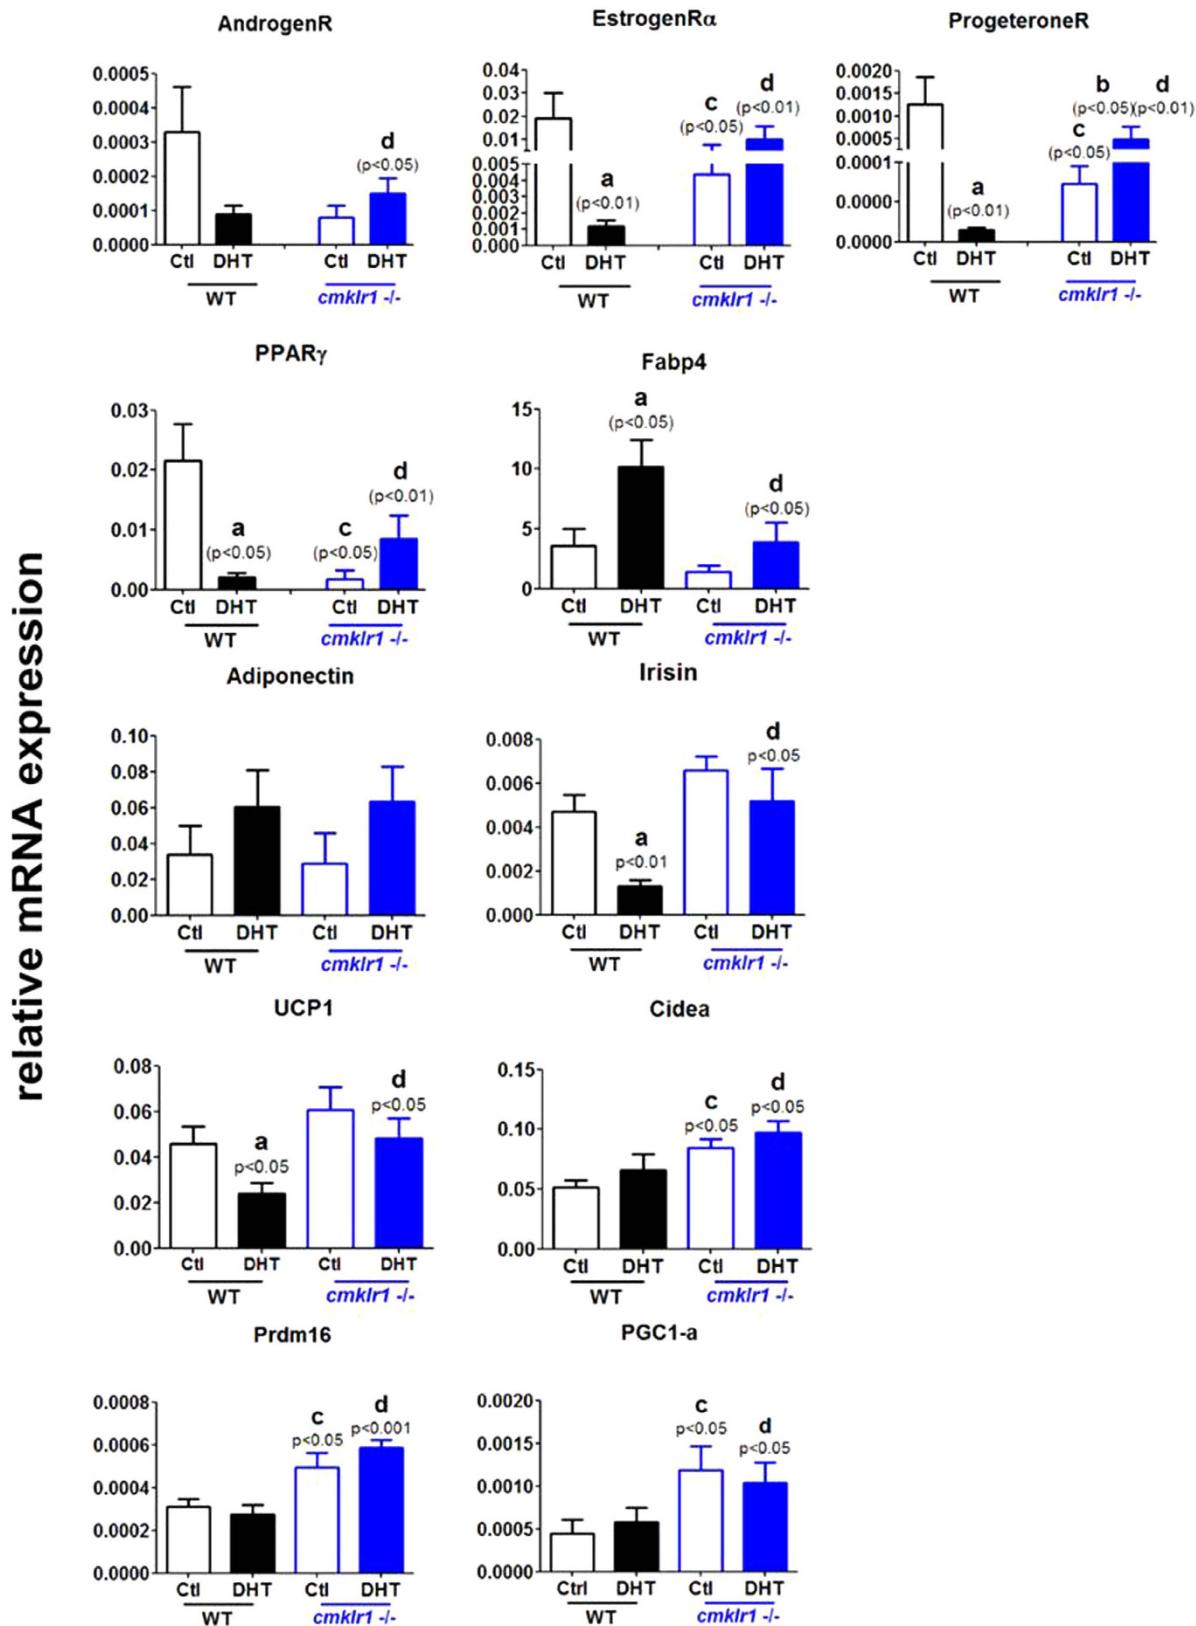 AndrogenR
EstrogenRα
ProgeteroneR
0.0005
0.0004
0.0003
0.0002
0.0001
0.0000
d
(p<0.05)
Ctl DHT Ctl DHT
WT cmklr1 -/-
0.04
0.03
0.02
0.01
0.005
0.004
0.003
0.002
0.001
0.000
a
(p<0.01)
c
(p<0.05)
d
(p<0.01)
Ctl DHT Ctl DHT
WT cmklr1 -/-
0.0020
0.0015
0.0010
0.0005
0.0001
0.0000
0.0000
a
(p<0.01)
b d
(p<0.05)(p<0.01)
c
(p<0.05)
Ctl DHT Ctl DHT
WT cmklr1 -/-
relative mRNA expression
PPARγ
0.03
0.02
0.01
0.00
a
(p<0.05)
c
(p<0.05)
d
(p<0.01)
Ctl DHT Ctl DHT
WT cmklr1 -/-
Fabp4
15
10
5
0
a
(p<0.05)
d
(p<0.05)
Ctl DHT Ctl DHT
WT cmklr1 -/-
Adiponectin
0.10
0.08
0.06
0.04
0.02
0.00
Ctl DHT Ctl DHT
WT cmklr1 -/-
Irisin
0.008
0.006
0.004
0.002
0.000
a
p<0.01
d
p<0.05
Ctl DHT Ctl DHT
WT cmklr1 -/-
UCP1
0.08
0.06
0.04
0.02
0.00
a
p<0.05
d
p<0.05
Ctl DHT Ctl DHT
WT cmklr1 -/-
Cidea
0.15
0.10
0.05
0.00
c
p<0.05
d
p<0.05
Ctl DHT Ctl DHT
WT cmklr1 -/-
Prdm16
0.0008
0.0006
0.0004
0.0002
0.0000
c
p<0.05
d
p<0.001
Ctl DHT Ctl DHT
WT cmklr1 -/-
PGC1-a
0.0020
0.0015
0.0010
0.0005
0.0000
c
p<0.05
d
p<0.05
Ctrl DHT Ctl DHT
WT cmklr1 -/-